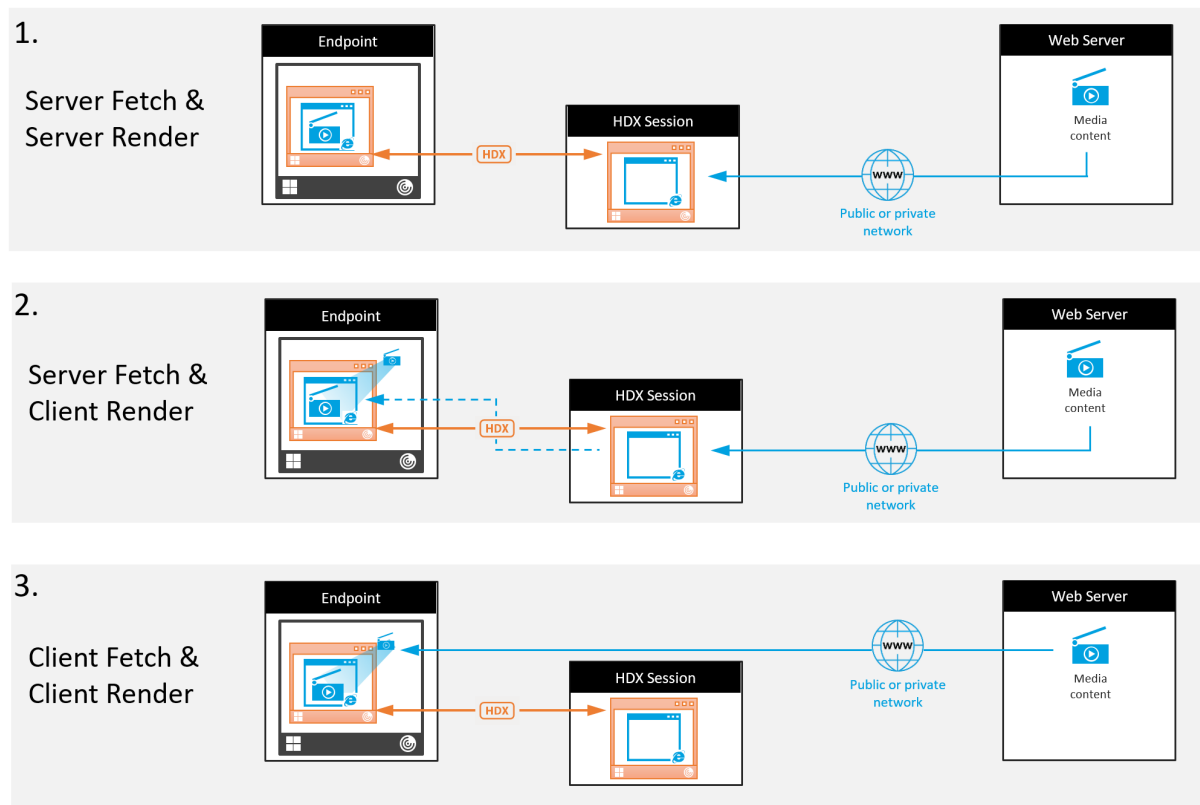 1.
Server Fetch &
Server Render
Endpoint
HDX
HDX Session
www
Public or private
network
Web Server
Media
content
2.
Server Fetch &
Client Render
Endpoint
HDX
HDX Session
www
Public or private
network
Web Server
Media
content
3.
Client Fetch &
Client Render
Endpoint
HDX
HDX Session
www
Public or private
network
Web Server
Media
content